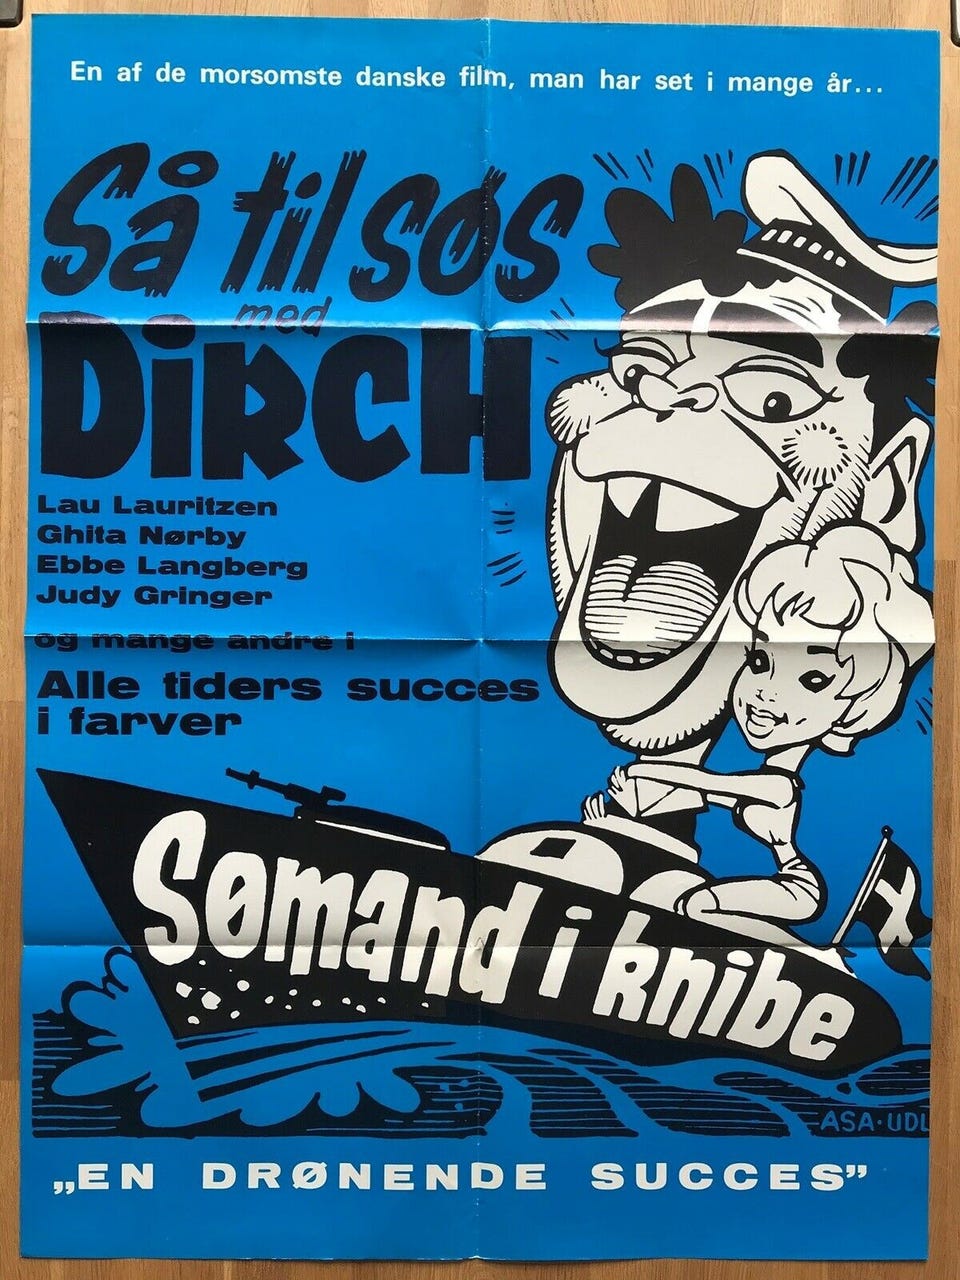 En af de morsomste danske film, man har set i mange år...
Så til søs
med
DiRCH
Lau Lauritzen
Ghita Nørby
Ebbe Langberg
Judy Gringer
og mange andre i
Alle tiders succes
i farver
Sømand i knibe
ASA·UDL
„EN DRØNENDE SUCCES”